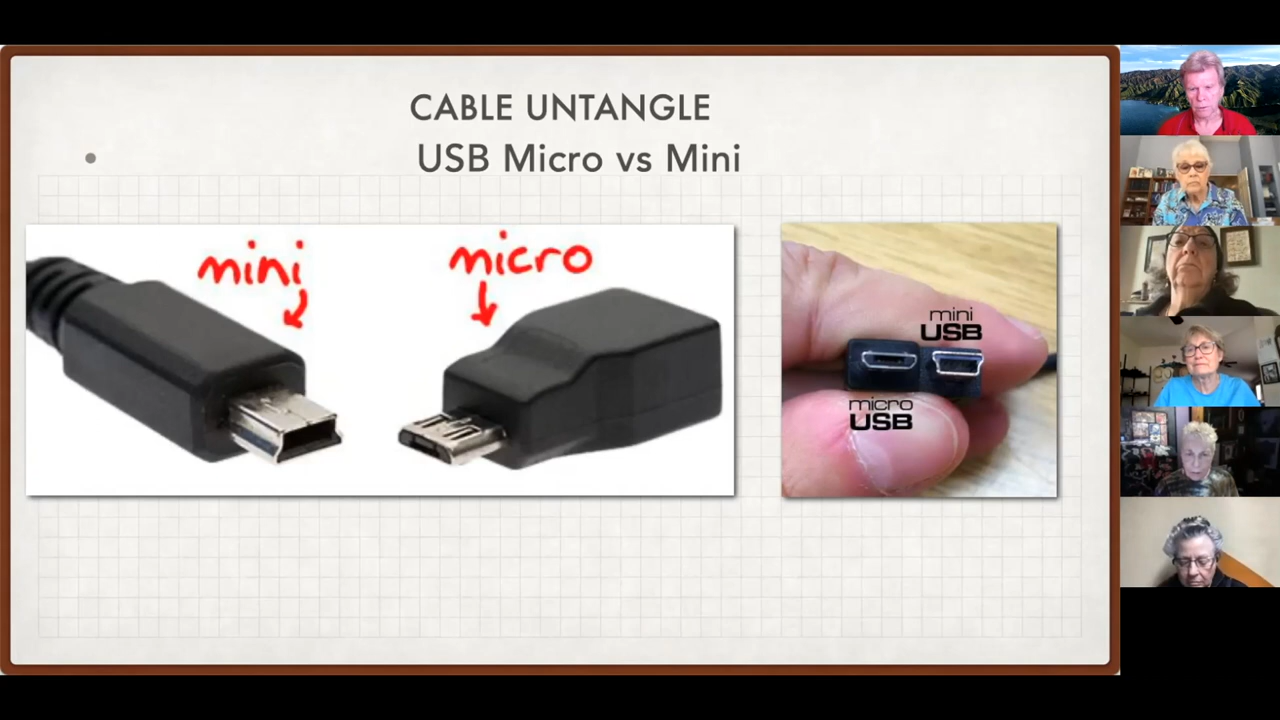 CABLE UNTANGLE
USB Micro vs Mini
mini
micro
mini
USB
micro
USB